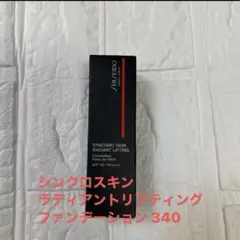 SHISEIDO
SYNCHRO SKIN
RADIANT LIFTING
Foundation
シンクロスキン
ラディアントリフティング
ファンデーション 340